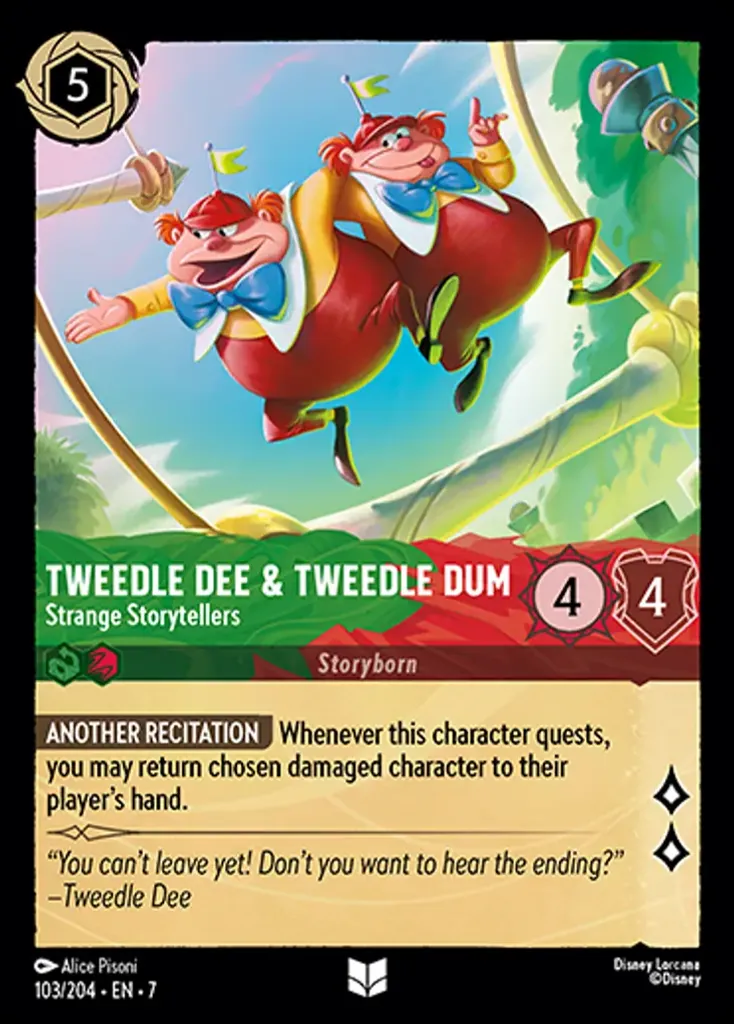 5
TWEEDLE DEE & TWEEDLE DUM
Strange Storytellers
4
4
Storyborn
ANOTHER RECITATION Whenever this character quests,
you may return chosen damaged character to their
player's hand.
“You can't leave yet! Don't you want to hear the ending?”
–Tweedle Dee
Alice Pisoni
103/204 • EN • 7
Disney Lorcana
©Disney